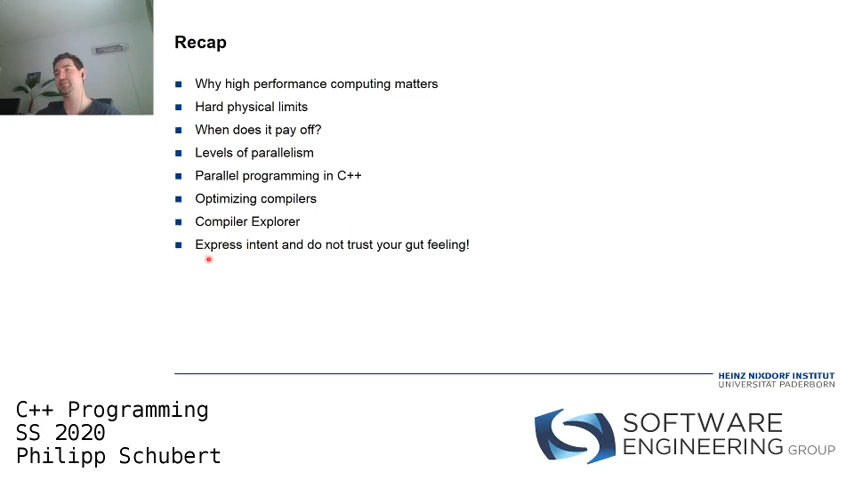 Recap
Why high performance computing matters
Hard physical limits
When does it pay off?
Levels of parallelism
Parallel programming in C++
Optimizing compilers
Compiler Explorer
Express intent and do not trust your gut feeling!
HEINZ NIXDORF INSTITUT
UNIVERSITÄT PADERBORN
C++ Programming
SS 2020
Philipp Schubert
SOFTWARE
ENGINEERING GROUP